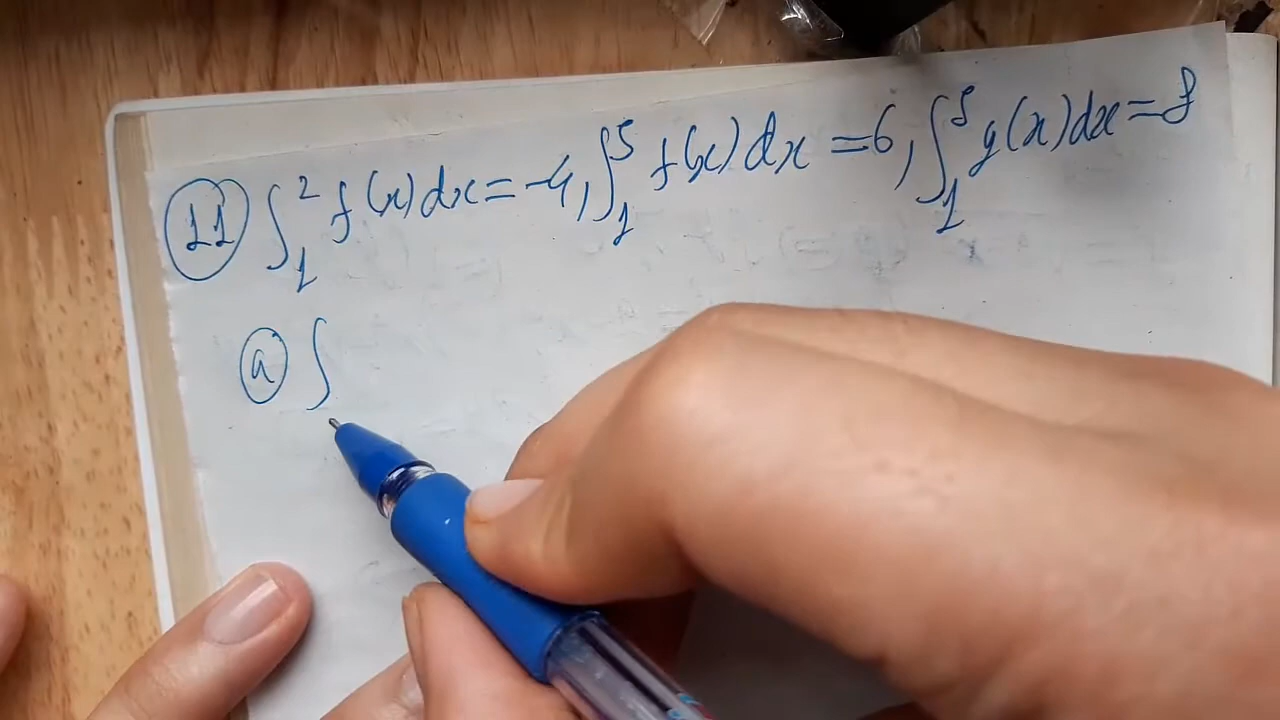 11 ∫₁² f(x)dx = -4, ∫₁⁵ f(x)dx = 6, ∫₁⁵ g(x)dx = 8
a ∫